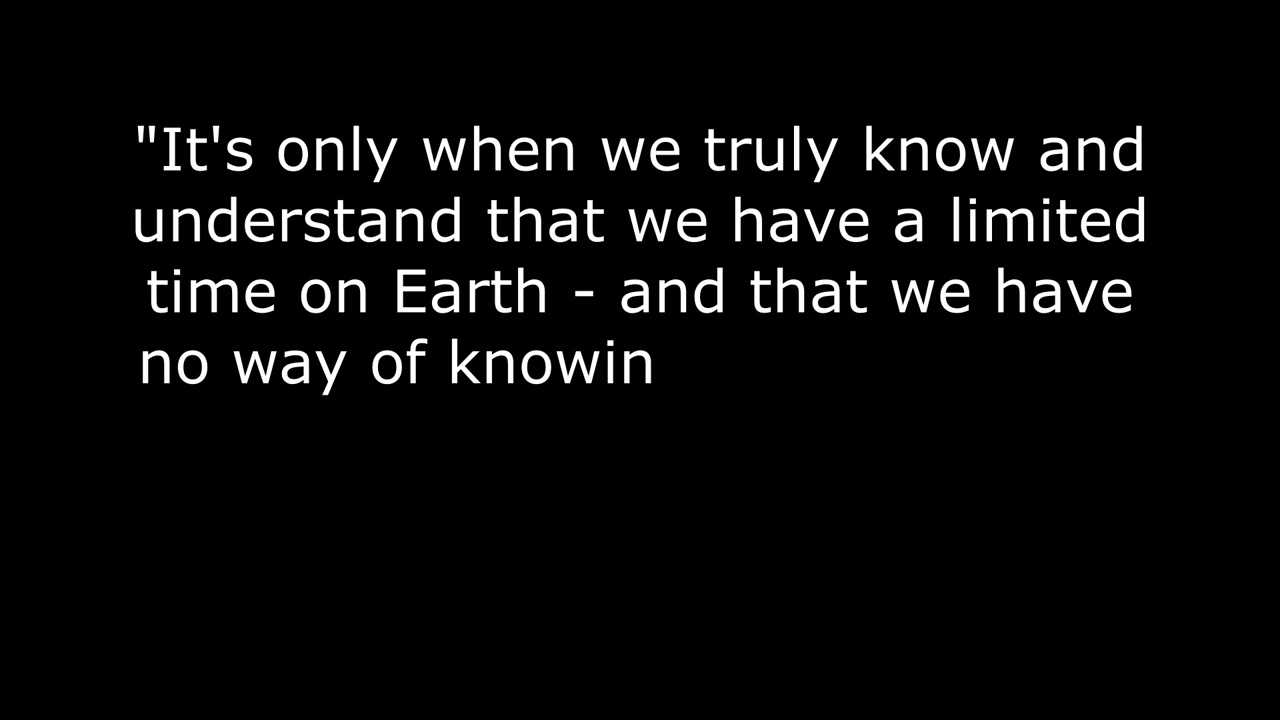 "It's only when we truly know and
understand that we have a limited
time on Earth - and that we have
no way of knowin